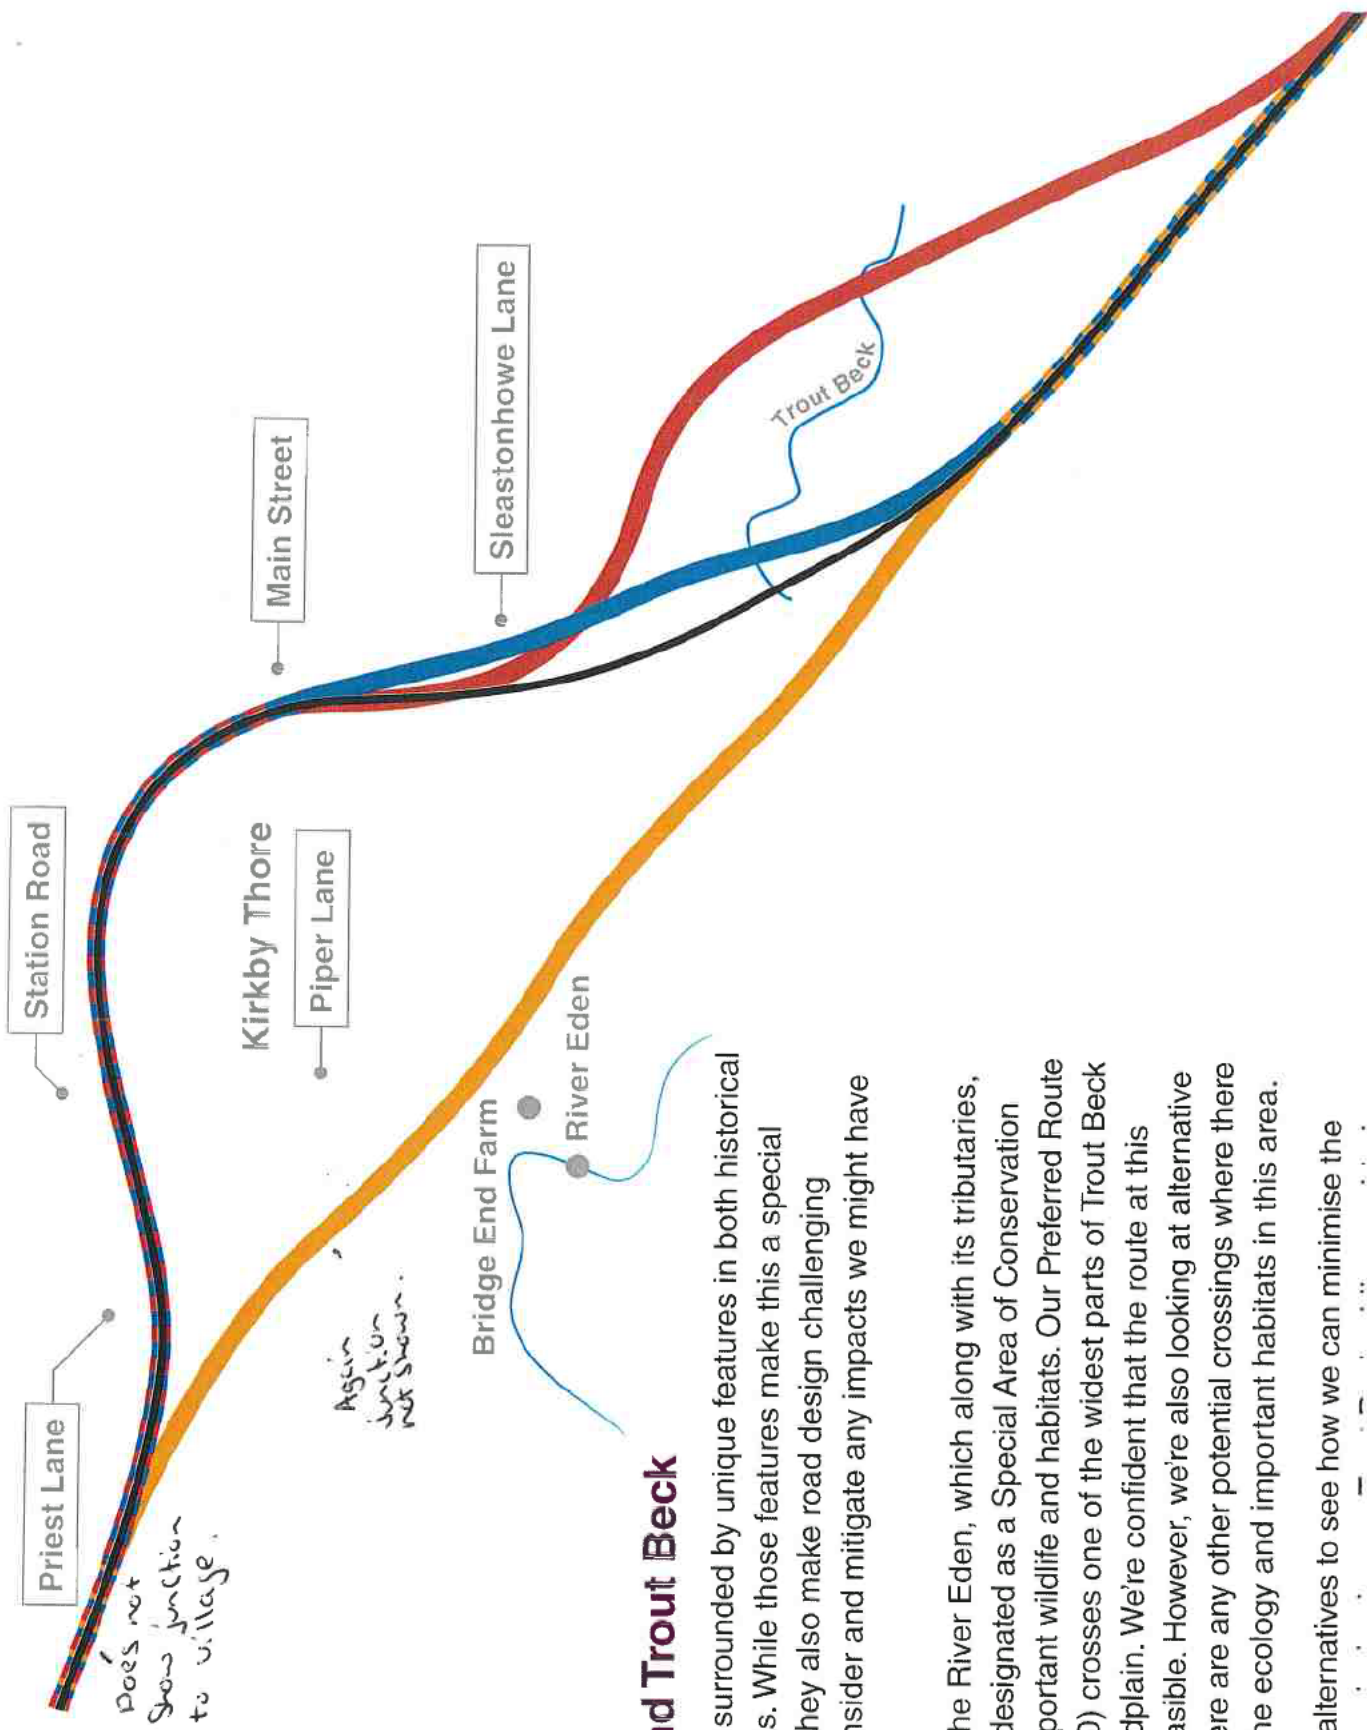 Priest Lane
Station Road
Main Street
Sleastonhowe Lane
Kirkby Thore
Piper Lane
Trout Beck
Bridge End Farm
River Eden
Does not
show junction
to village.
Again
junction
not shown.
d Trout Beck
surrounded by unique features in both historical
s. While those features make this a special
hey also make road design challenging
nsider and mitigate any impacts we might have
he River Eden, which along with its tributaries,
designated as a Special Area of Conservation
portant wildlife and habitats. Our Preferred Route
0) crosses one of the widest parts of Trout Beck
dplain. We're confident that the route at this
asible. However, we're also looking at alternative
ere are any other potential crossings where there
ne ecology and important habitats in this area.
alternatives to see how we can minimise the